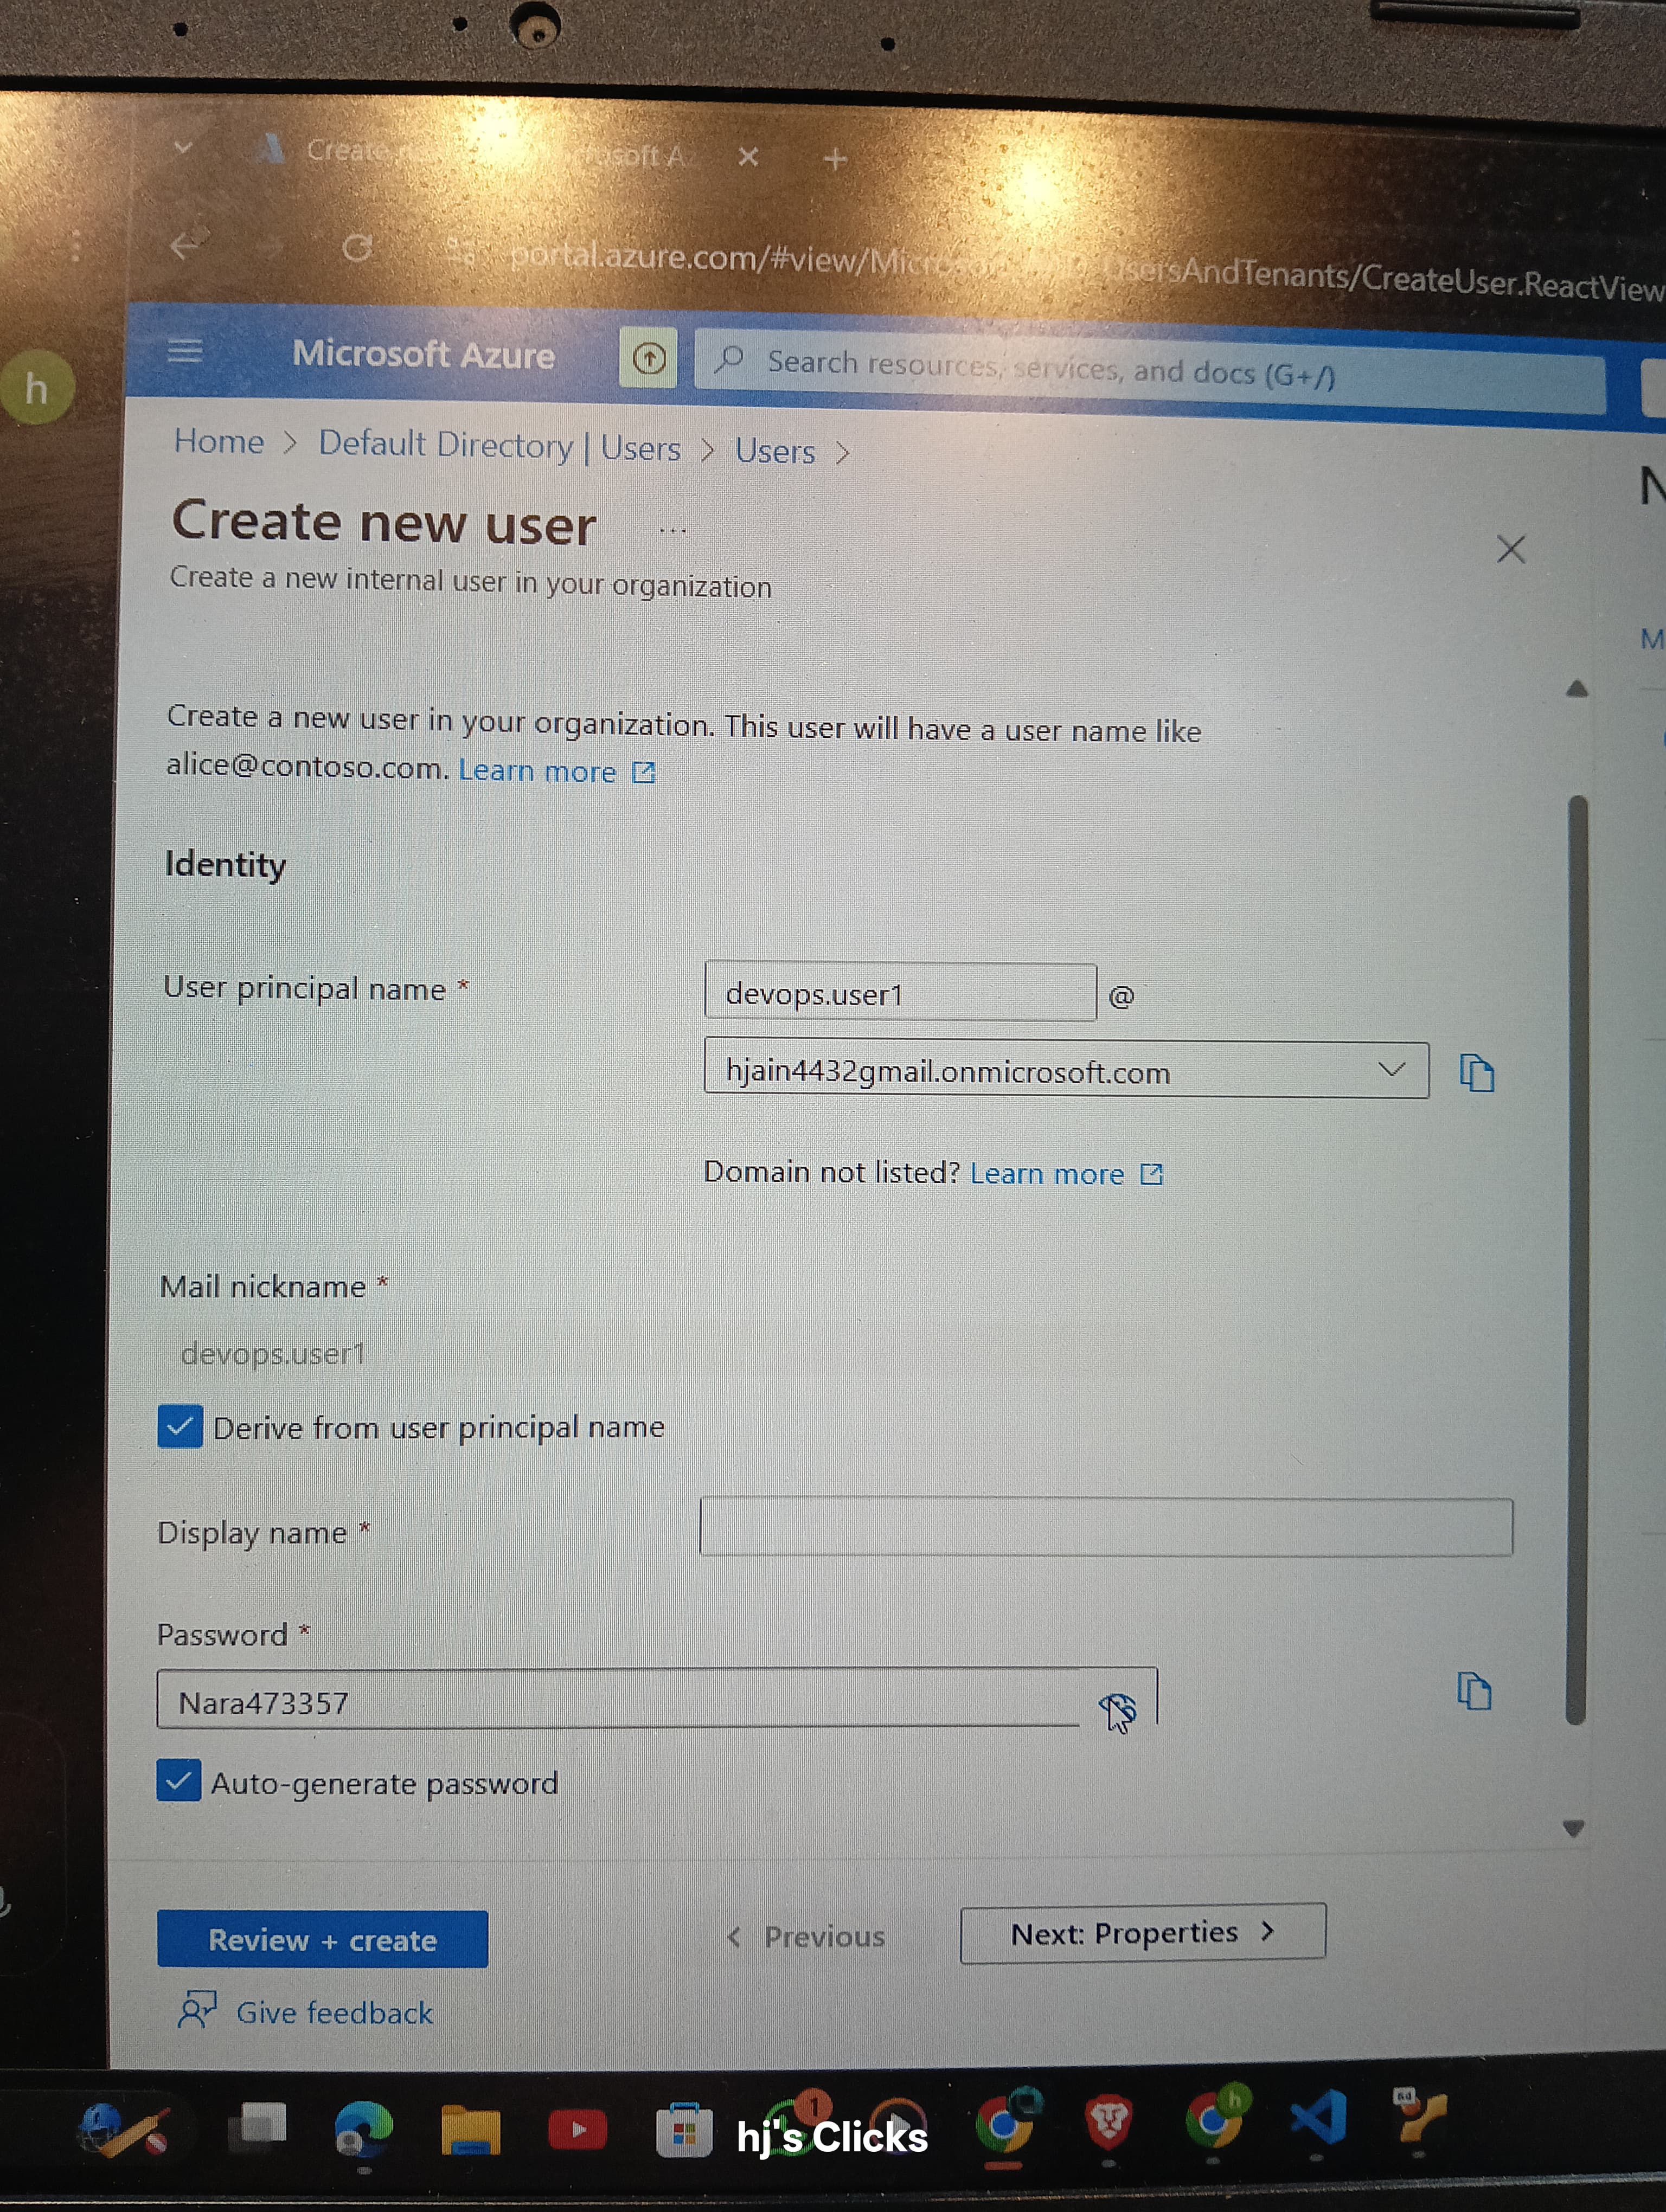 Create soft Az
portal.azure.com/#view/Micros UsersAndTenants/CreateUser.ReactView
h
Microsoft Azure
Search resources, services, and docs (G+/)
Home > Default Directory | Users > Users >
Create new user ...
Create a new internal user in your organization
N
M
Create a new user in your organization. This user will have a user name like
alice@contoso.com. Learn more
Identity
User principal name *
devops.user1 @
hjain4432gmail.onmicrosoft.com
Domain not listed? Learn more
Mail nickname *
devops.user1
Derive from user principal name
Display name *
Password *
Nara473357
Auto-generate password
Review + create
< Previous
Next: Properties >
Give feedback
1
h
hj's Clicks